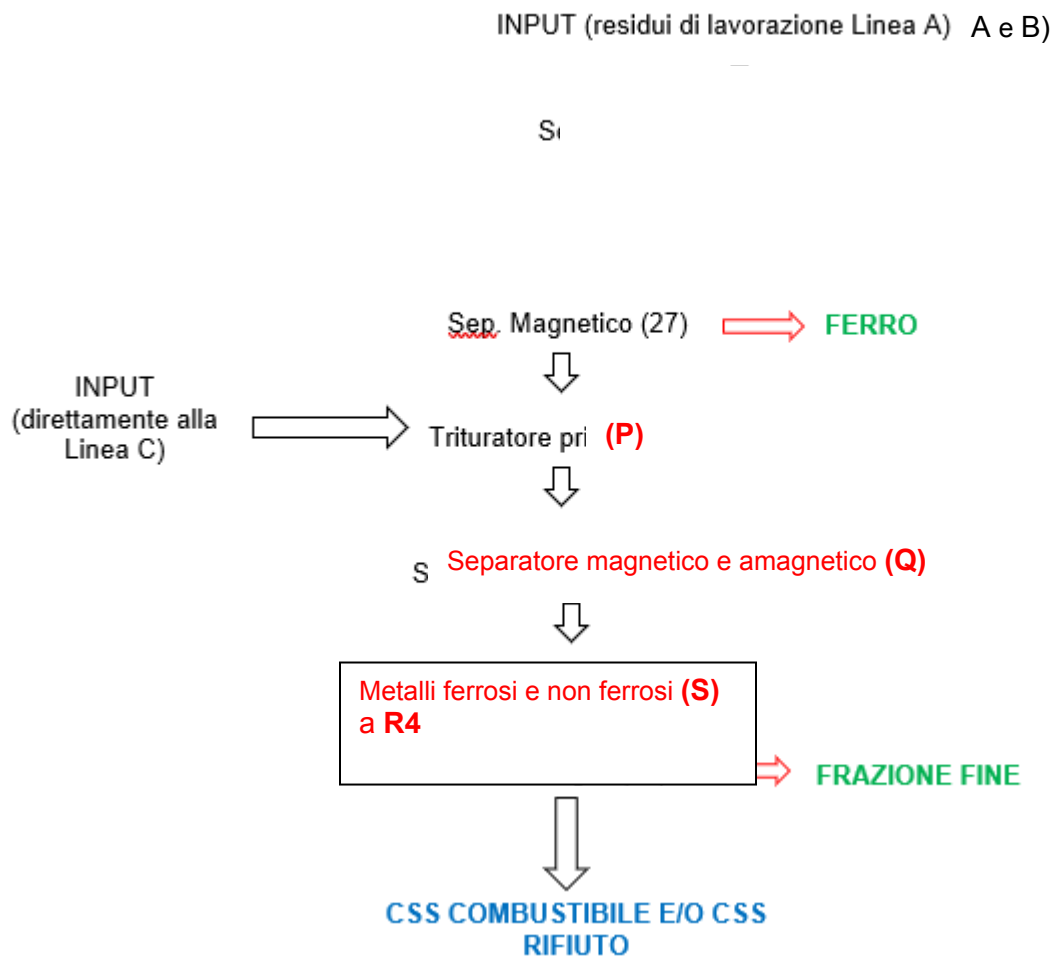 INPUT (residui di lavorazione Linea A) A e B)
Sep. Magnetico (27)
FERRO
INPUT
(direttamente alla
Linea C)
Trituratore pri (P)
S Separatore magnetico e amagnetico (Q)
Metalli ferrosi e non ferrosi (S)
a R4
FRAZIONE FINE
CSS COMBUSTIBILE E/O CSS
RIFIUTO